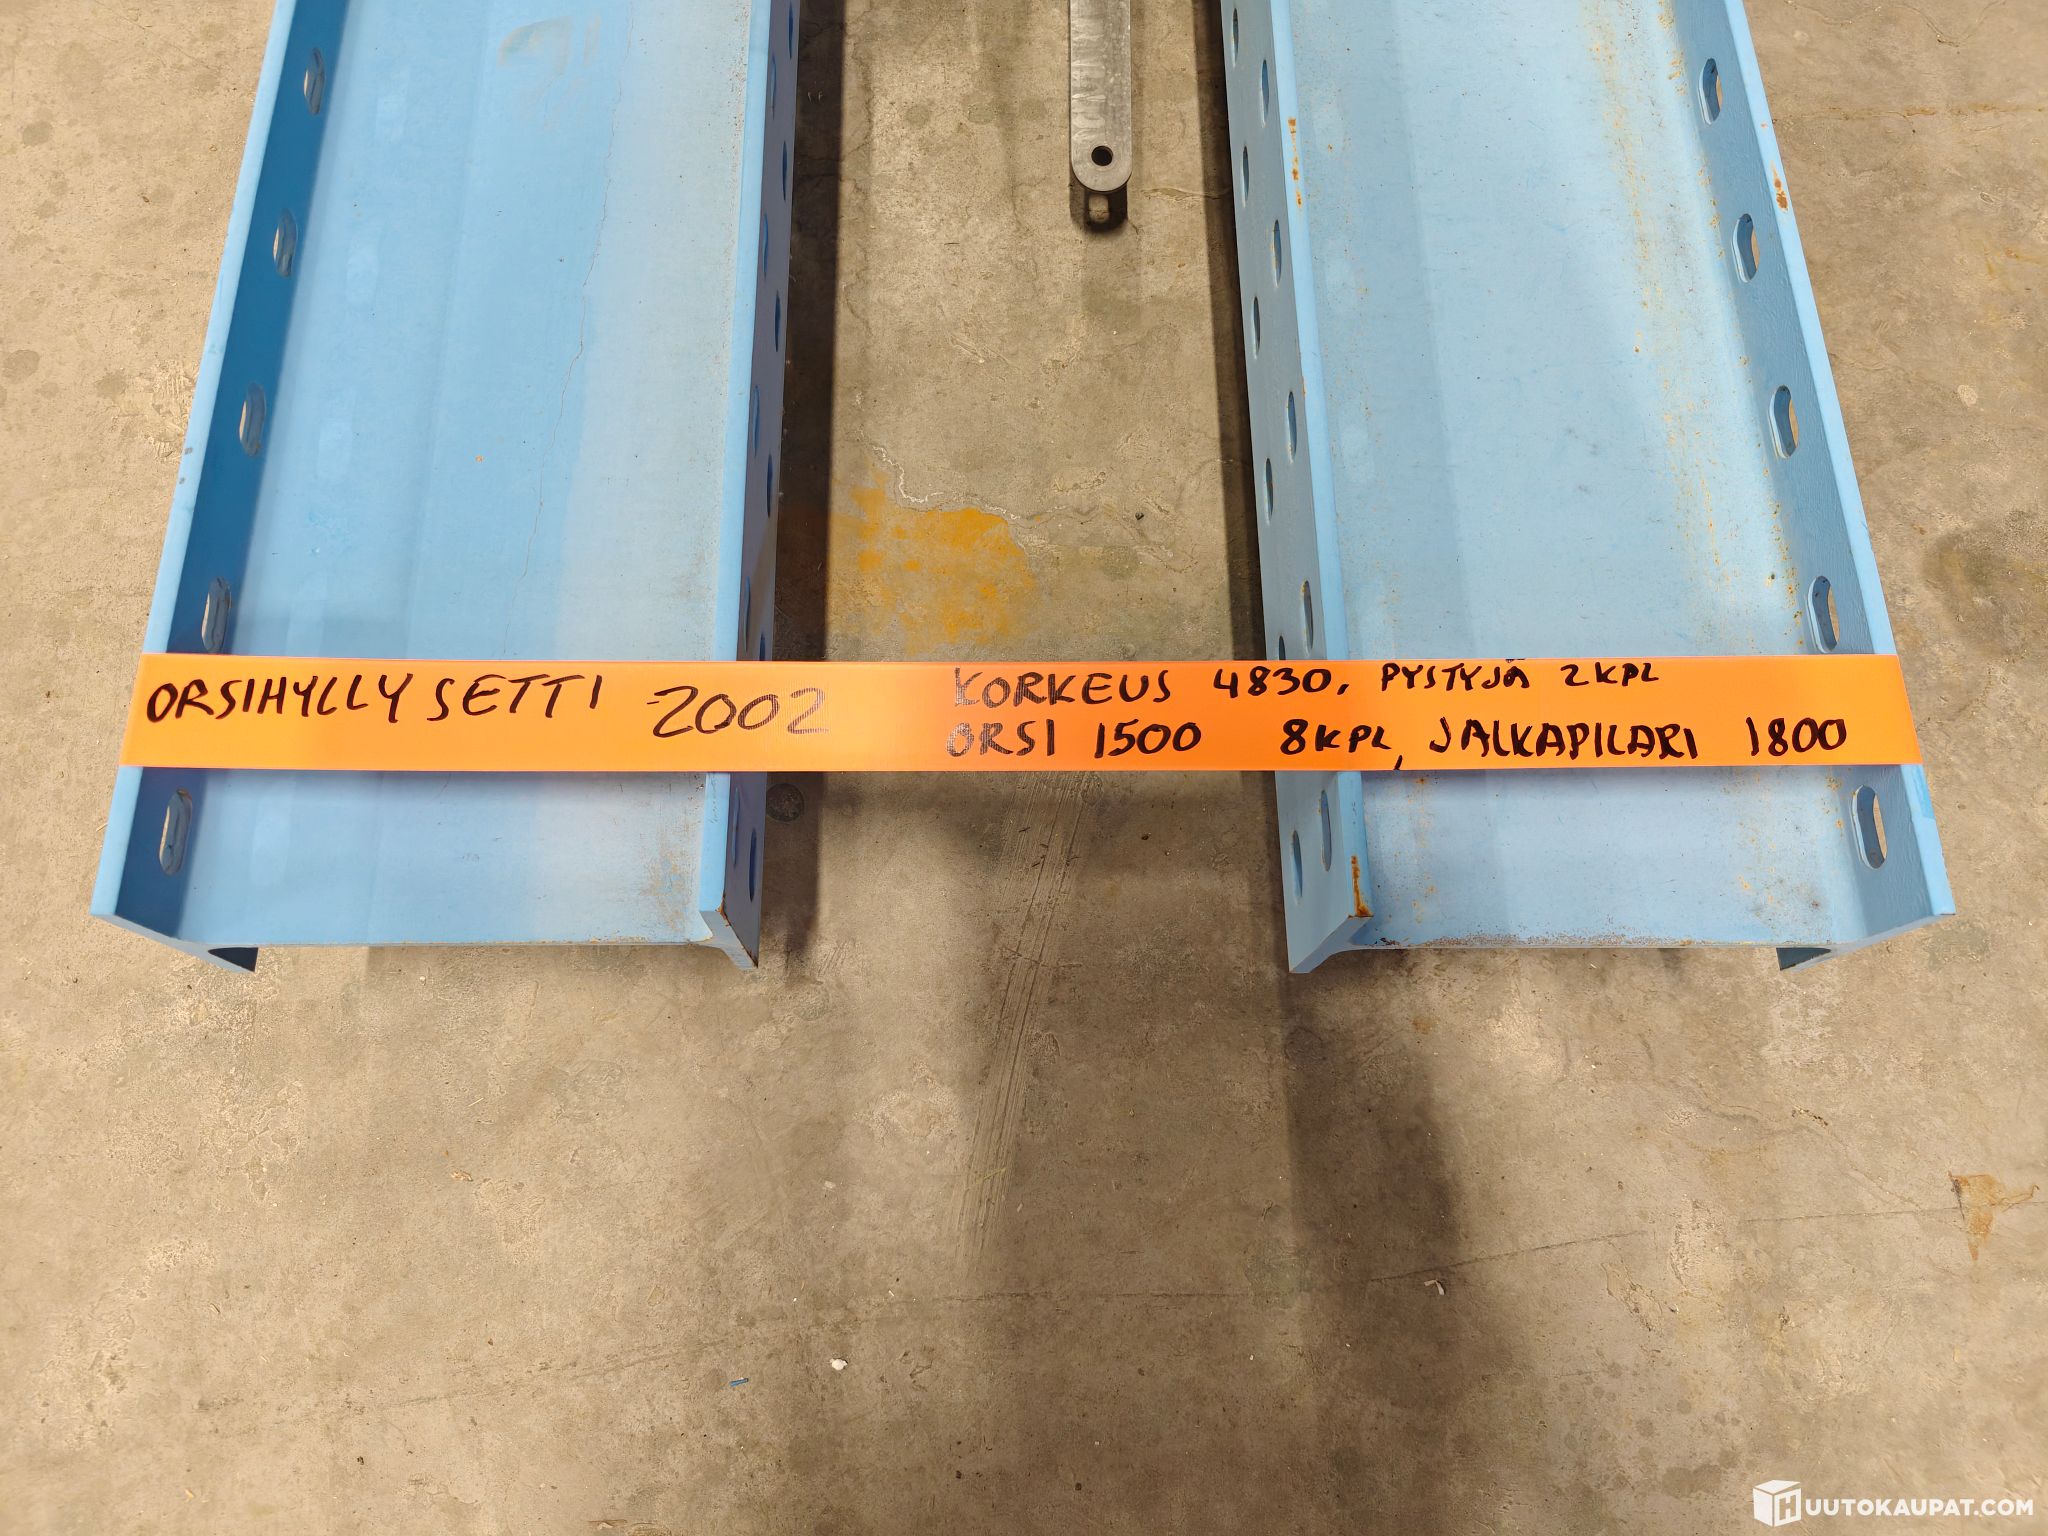 ORSIHYLLY SETTI -2002
KORKEUS 4830, PYSTYJÄ 2KPL
ORSI 1500 8KPL, JALKAPILARI 1800
HUUTOKAUPAT.COM